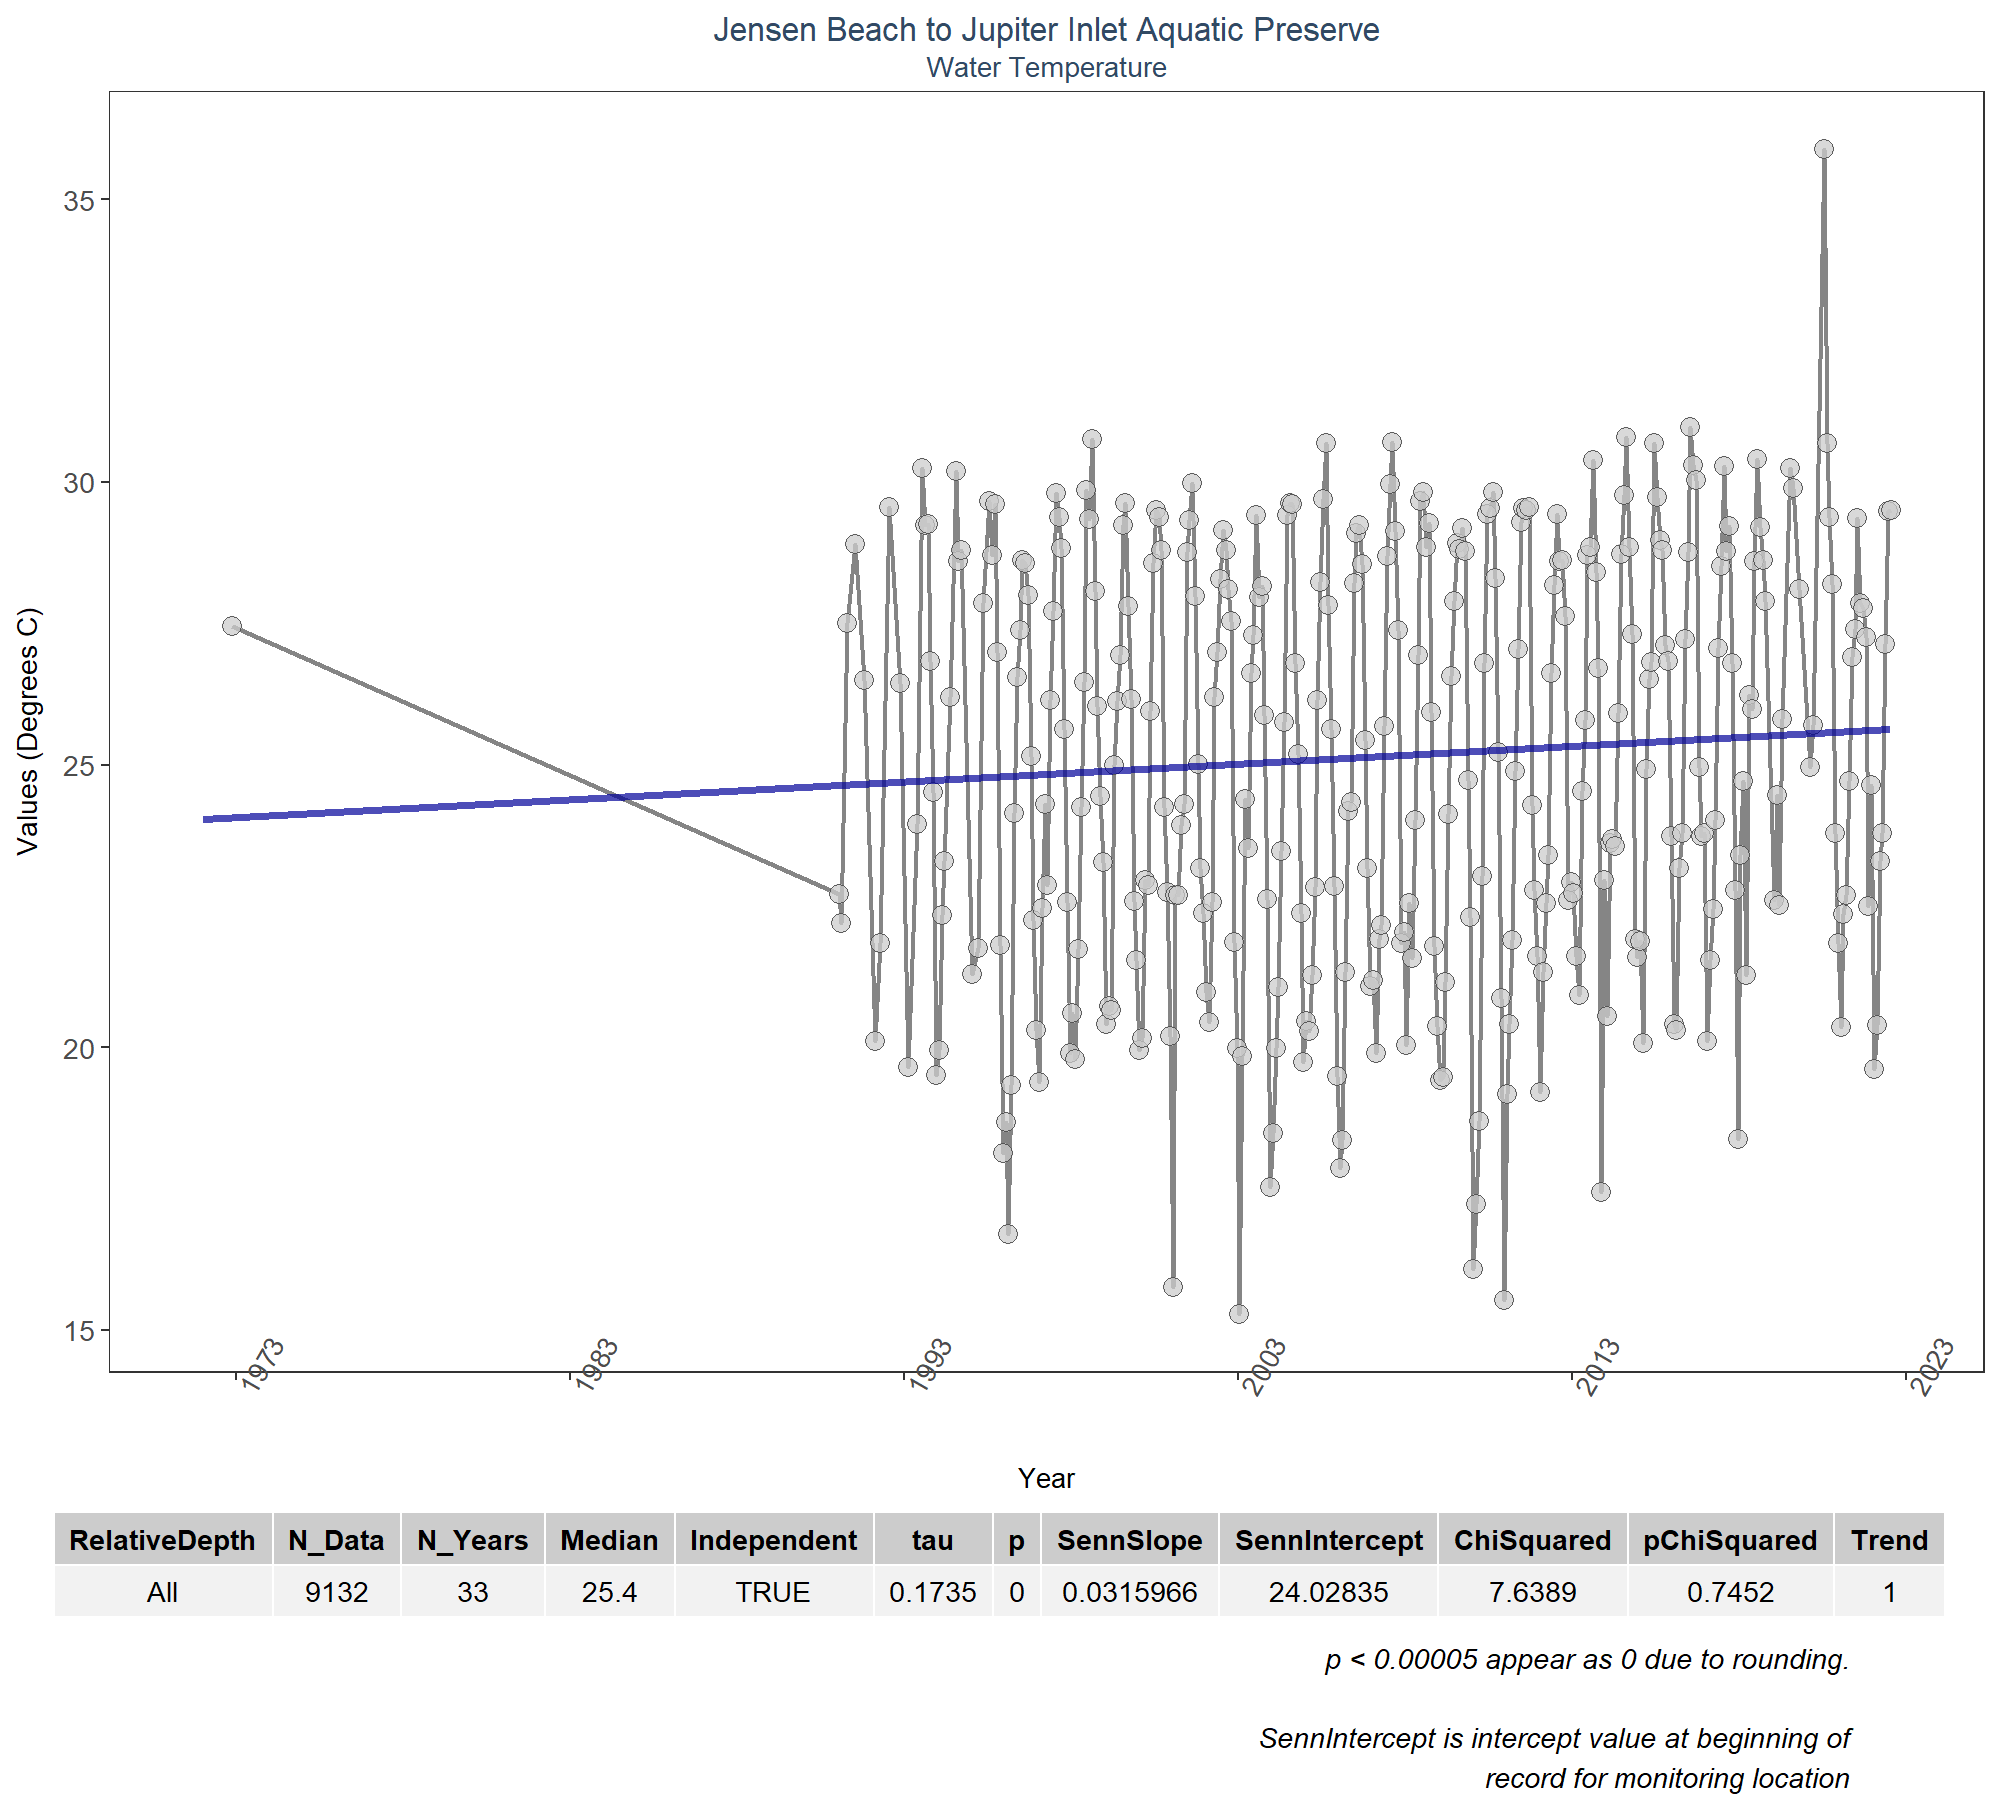 Jensen Beach to Jupiter Inlet Aquatic Preserve
Water Temperature
Values (Degrees C)
35
30
25
20
15
1973
1983
1993
2003
2013
2023
Year
RelativeDepth N_Data N_Years Median Independent tau p SennSlope SennIntercept ChiSquared pChiSquared Trend
All 9132 33 25.4 TRUE 0.1735 0 0.0315966 24.02835 7.6389 0.7452 1
p < 0.00005 appear as 0 due to rounding.
SennIntercept is intercept value at beginning of
record for monitoring location